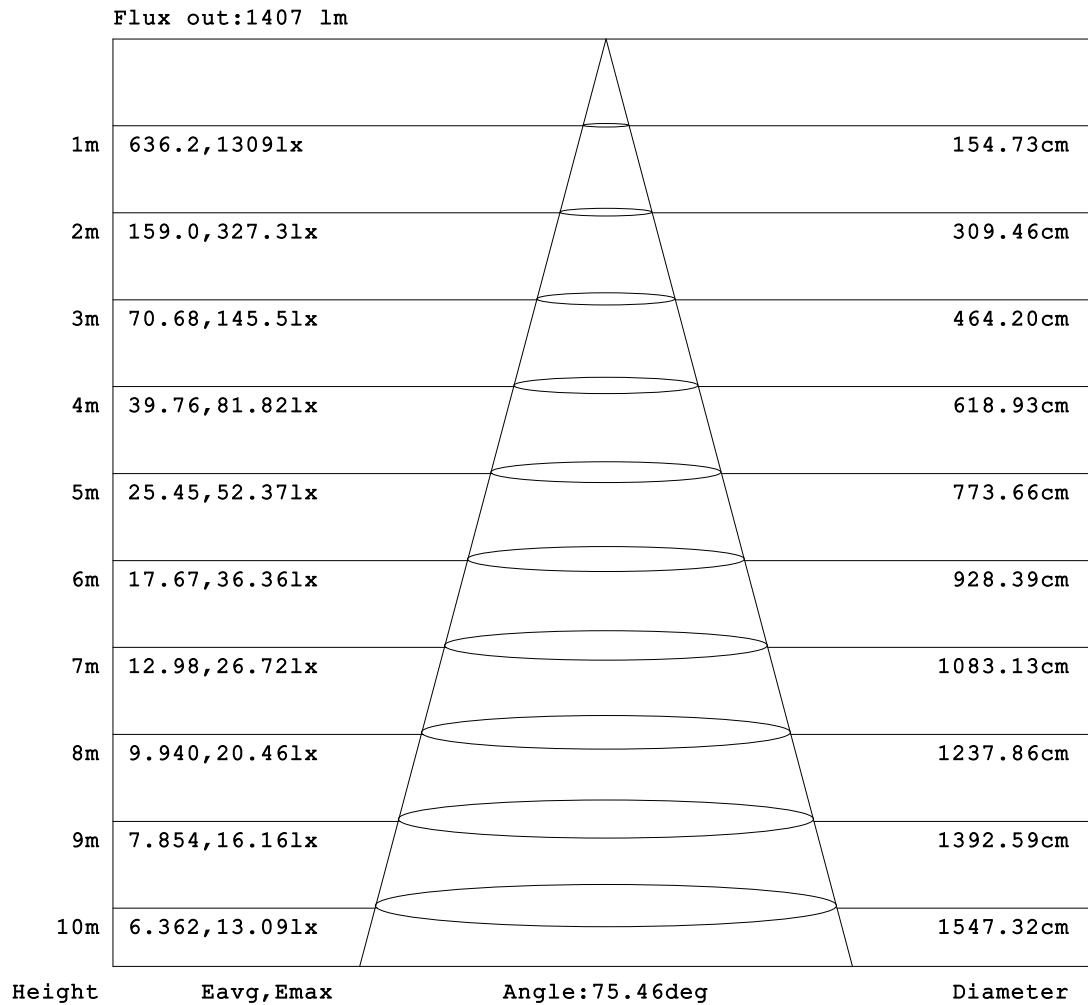 Flux out:1407 lm
1m 636.2,1309lx 154.73cm
2m 159.0,327.3lx 309.46cm
3m 70.68,145.5lx 464.20cm
4m 39.76,81.82lx 618.93cm
5m 25.45,52.37lx 773.66cm
6m 17.67,36.36lx 928.39cm
7m 12.98,26.72lx 1083.13cm
8m 9.940,20.46lx 1237.86cm
9m 7.854,16.16lx 1392.59cm
10m 6.362,13.09lx 1547.32cm
Height Eavg,Emax Angle:75.46deg Diameter